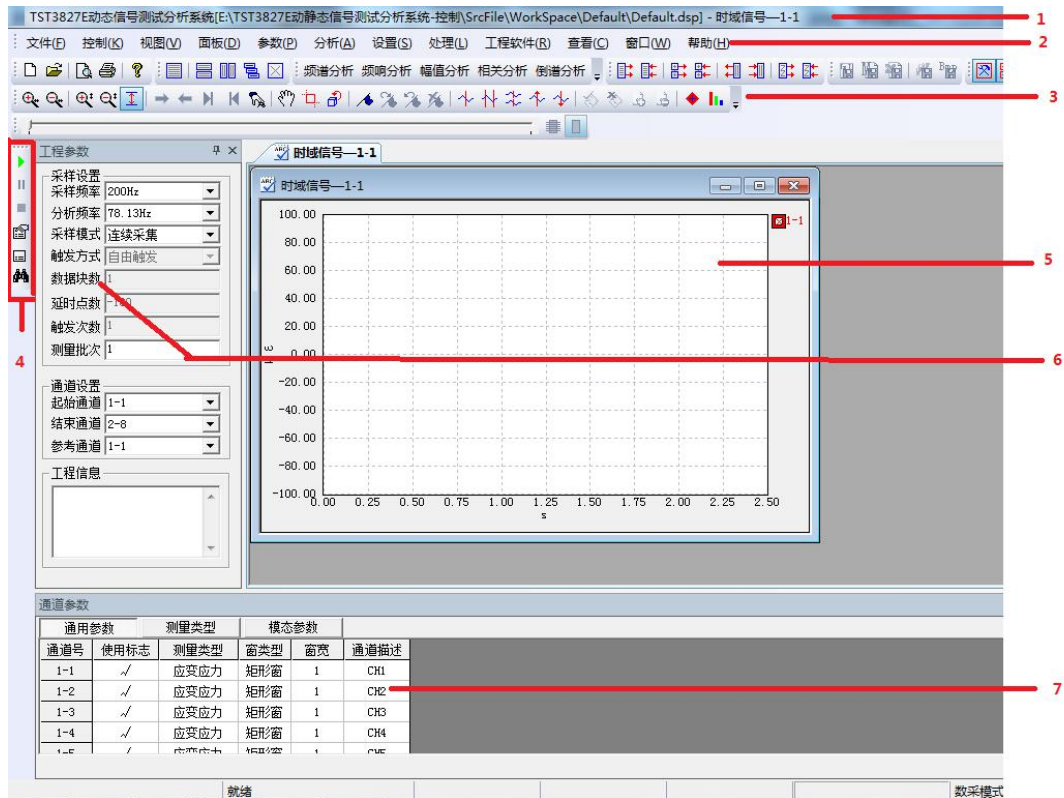 TST3827E动态信号测试分析系统[E:\TST3827E动静态信号测试分析系统-控制\SrcFile\WorkSpace\Default\Default.dsp] - 时域信号—1-1
1
文件(F) 控制(K) 视图(V) 面板(D) 参数(P) 分析(A) 设置(S) 处理(L) 工程软件(R) 查看(C) 窗口(W) 帮助(H)
2
频谱分析 频响分析 幅值分析 相关分析 倒谱分析
3
工程参数
采样设置
采样频率 200Hz
分析频率 78.13Hz
采样模式 连续采集
触发方式 自由触发
数据块数 1
延时点数
触发次数 1
测量批次 1
4
通道设置
起始通道 1-1
结束通道 2-8
参考通道 1-1
工程信息
时域信号—1-1
时域信号—1-1
100.00
80.00
60.00
40.00
20.00
0.00
-20.00
-40.00
-60.00
-80.00
-100.00
0.00 0.25 0.50 0.75 1.00 1.25 1.50 1.75 2.00 2.25 2.50
s
1-1
5
6
通道参数
通用参数 测量类型 模态参数
通道号 使用标志 测量类型 窗类型 窗宽 通道描述
1-1 √ 应变应力 矩形窗 1 CH1
1-2 √ 应变应力 矩形窗 1 CH2
1-3 √ 应变应力 矩形窗 1 CH3
1-4 √ 应变应力 矩形窗 1 CH4
1-5 √ 应变应力 矩形窗 1 CH5
7
就绪
数采模式